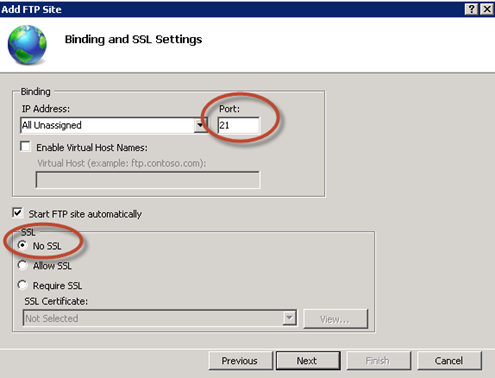 Add FTP Site
Binding and SSL Settings
Binding
IP Address:
Port:
All Unassigned
21
Enable Virtual Host Names:
Virtual Host (example: ftp.contoso.com):
Start FTP site automatically
SSL
No SSL
Allow SSL
Require SSL
SSL Certificate:
Not Selected
View...
Previous
Next
Finish
Cancel